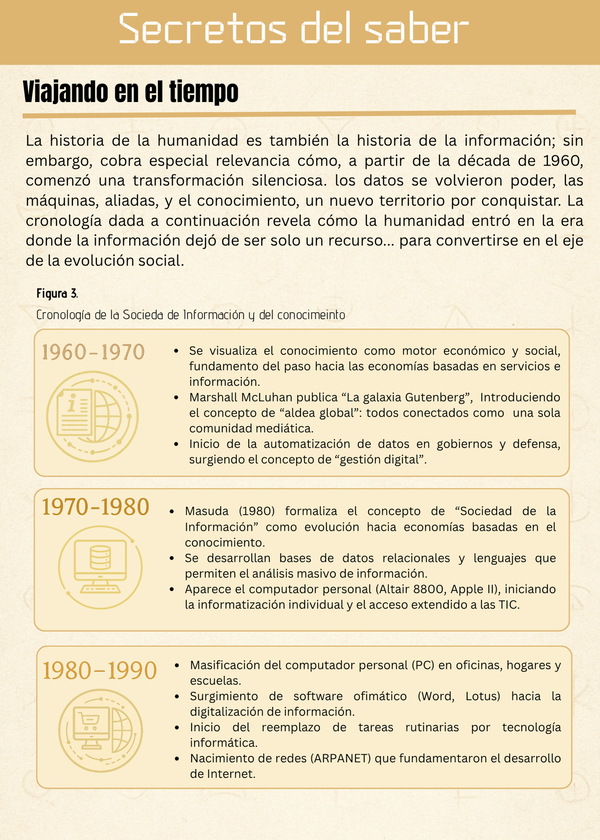 Secretos del saber
Viajando en el tiempo
La historia de la humanidad es también la historia de la información; sin
embargo, cobra especial relevancia cómo, a partir de la década de 1960,
comenzó una transformación silenciosa. los datos se volvieron poder, las
máquinas, aliadas, y el conocimiento, un nuevo territorio por conquistar. La
cronología dada a continuación revela cómo la humanidad entró en la era
donde la información dejó de ser solo un recurso... para convertirse en el eje
de la evolución social.
Figura 3.
Cronología de la Socieda de Información y del conocimeinto
1960-1970
• Se visualiza el conocimiento como motor económico y social,
fundamento del paso hacia las economías basadas en servicios e
información.
• Marshall McLuhan publica “La galaxia Gutenberg”, Introduciendo
el concepto de “aldea global”: todos conectados como una sola
comunidad mediática.
• Inicio de la automatización de datos en gobiernos y defensa,
surgiendo el concepto de “gestión digital”.
1970-1980
• Masuda (1980) formaliza el concepto de “Sociedad de la
Información” como evolución hacia economías basadas en el
conocimiento.
• Se desarrollan bases de datos relacionales y lenguajes que
permiten el análisis masivo de información.
• Aparece el computador personal (Altair 8800, Apple II), iniciando
la informatización individual y el acceso extendido a las TIC.
1980-1990
• Masificación del computador personal (PC) en oficinas, hogares y
escuelas.
• Surgimiento de software ofimático (Word, Lotus) hacia la
digitalización de información.
• Inicio del reemplazo de tareas rutinarias por tecnología
informática.
• Nacimiento de redes (ARPANET) que fundamentaron el desarrollo
de Internet.